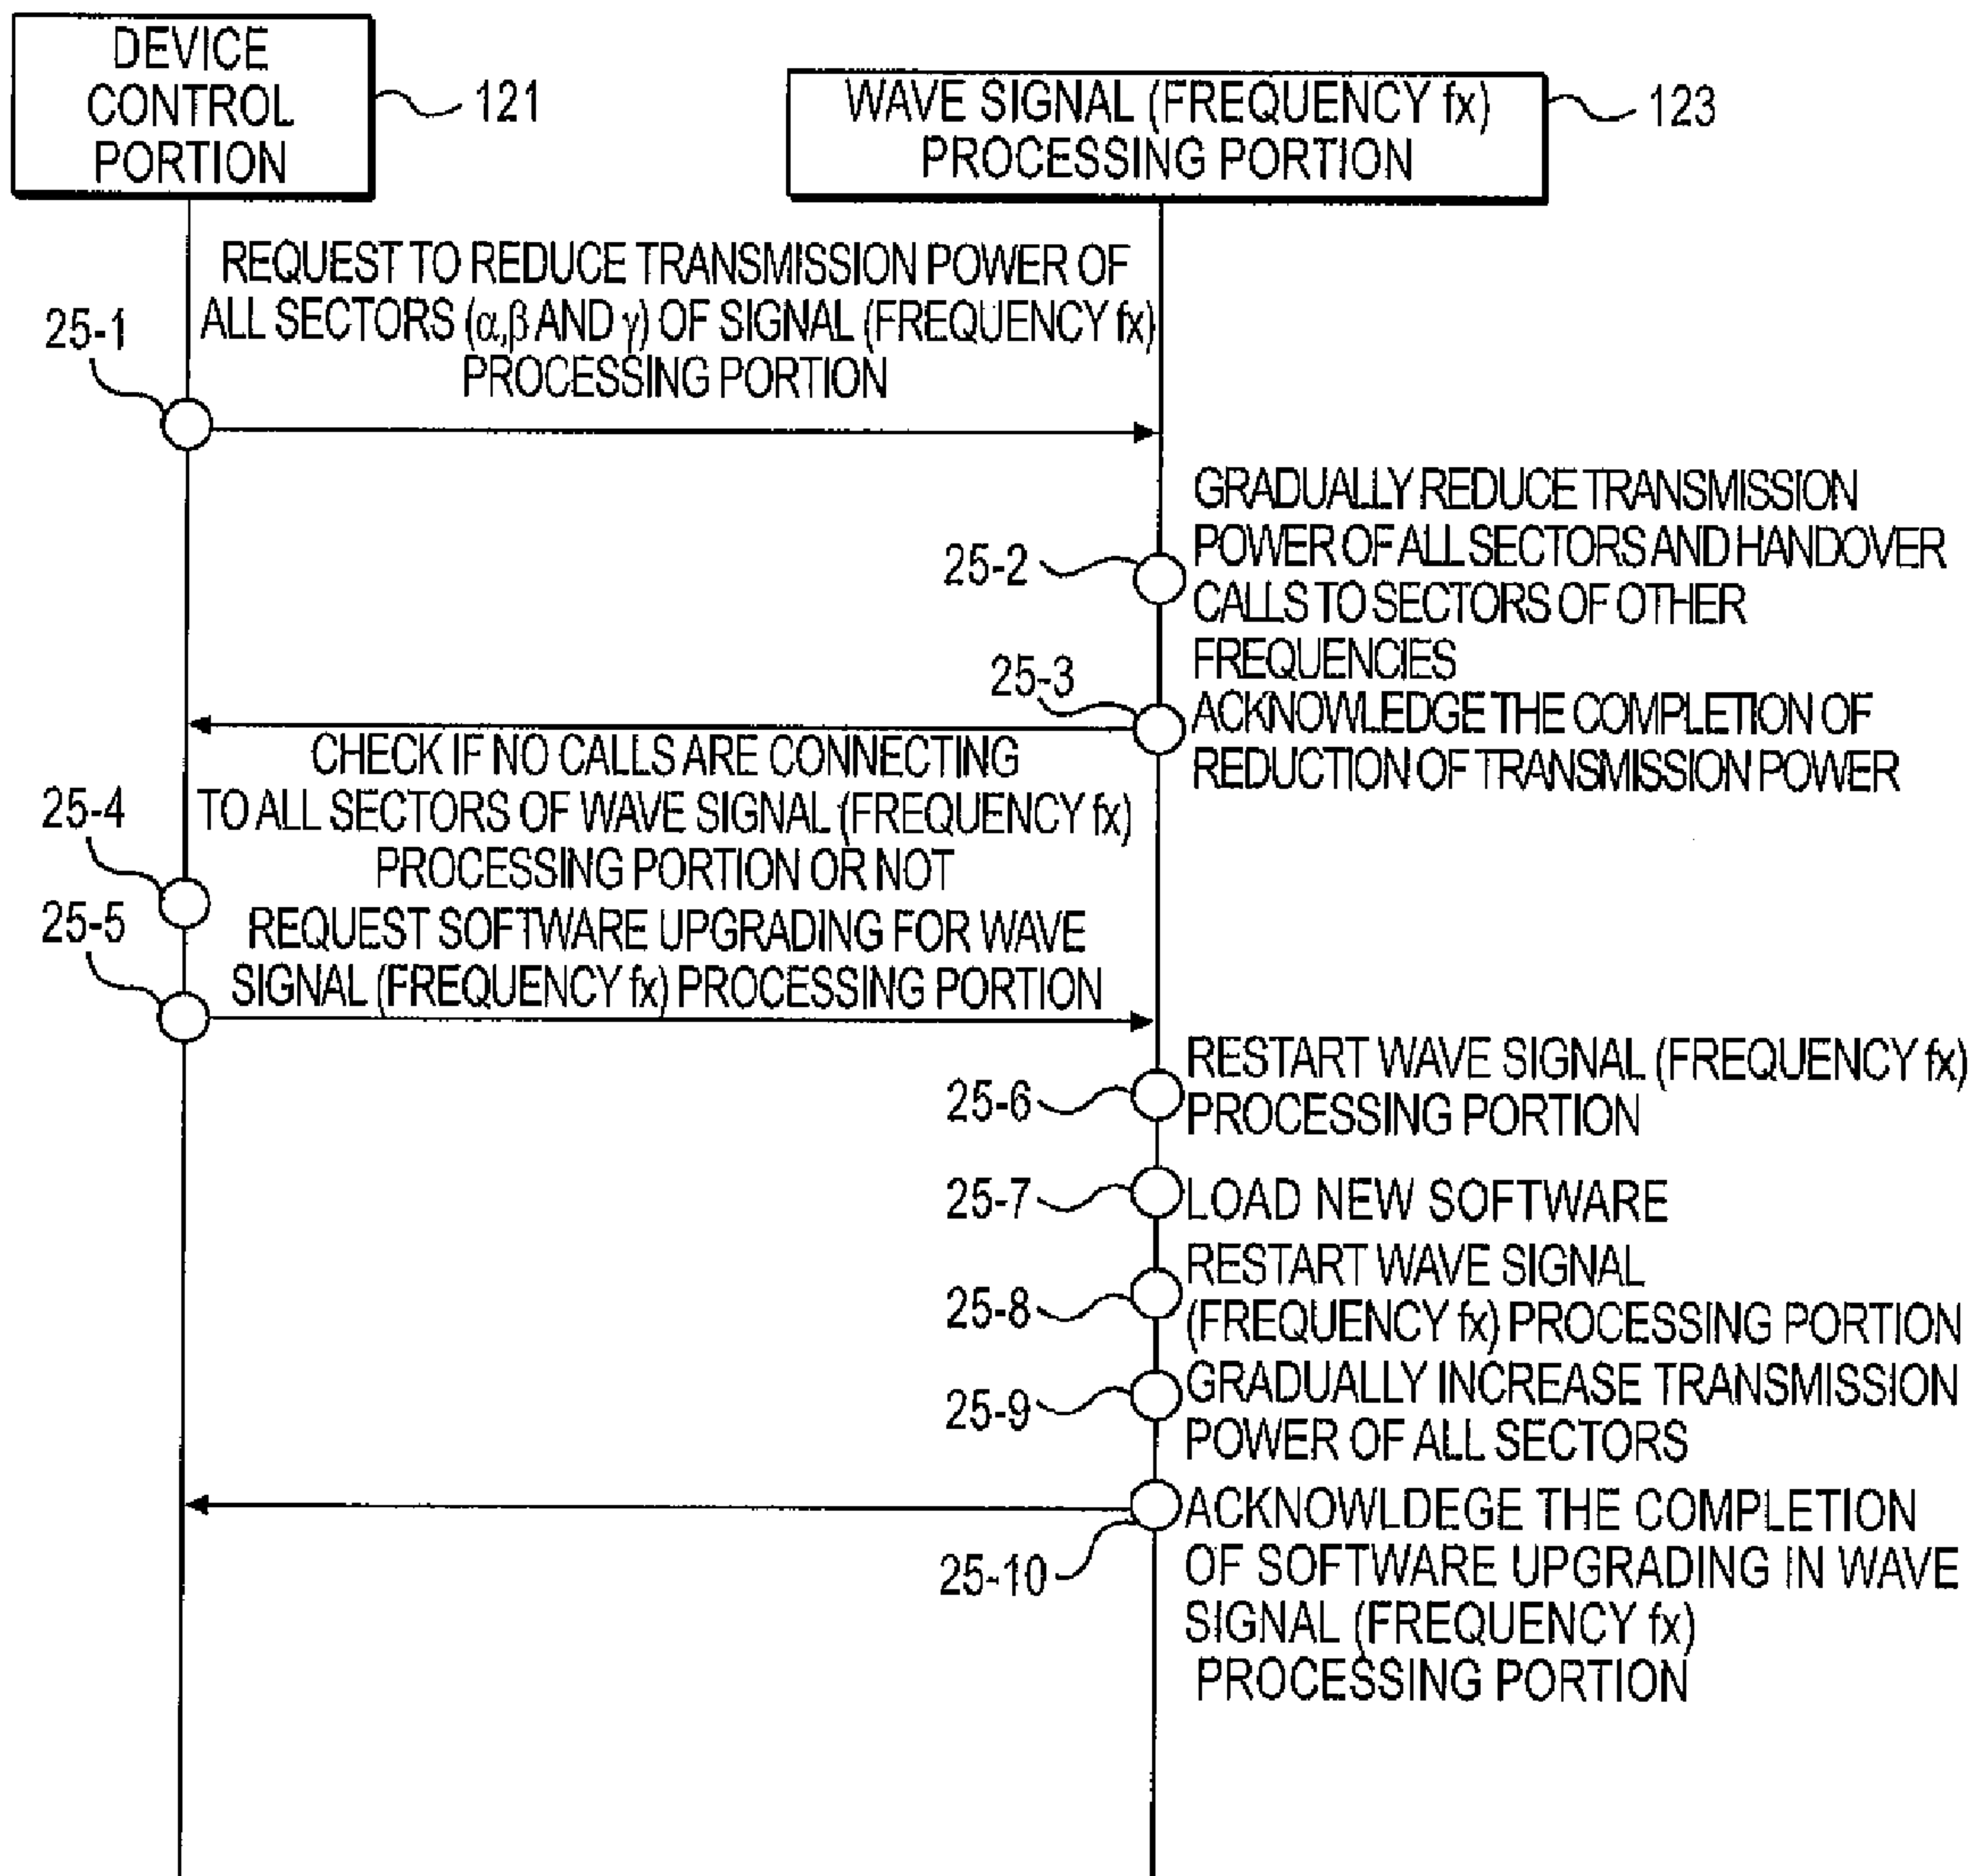 DEVICE
CONTROL
PORTION
121
WAVE SIGNAL (FREQUENCY fx)
PROCESSING PORTION
123
REQUEST TO REDUCE TRANSMISSION POWER OF
ALL SECTORS (α,β AND γ) OF SIGNAL (FREQUENCY fx)
PROCESSING PORTION
25-1
GRADUALLY REDUCE TRANSMISSION
POWER OF ALL SECTORS AND HANDOVER
CALLS TO SECTORS OF OTHER
FREQUENCIES
25-2
25-3
ACKNOWLEDGE THE COMPLETION OF
REDUCTION OF TRANSMISSION POWER
CHECK IF NO CALLS ARE CONNECTING
TO ALL SECTORS OF WAVE SIGNAL (FREQUENCY fx)
PROCESSING PORTION OR NOT
25-4
25-5
REQUEST SOFTWARE UPGRADING FOR WAVE
SIGNAL (FREQUENCY fx) PROCESSING PORTION
25-6
RESTART WAVE SIGNAL (FREQUENCY fx)
PROCESSING PORTION
25-7
LOAD NEW SOFTWARE
25-8
RESTART WAVE SIGNAL
(FREQUENCY fx) PROCESSING PORTION
25-9
GRADUALLY INCREASE TRANSMISSION
POWER OF ALL SECTORS
25-10
ACKNOWLDEGE THE COMPLETION
OF SOFTWARE UPGRADING IN WAVE
SIGNAL (FREQUENCY fx)
PROCESSING PORTION